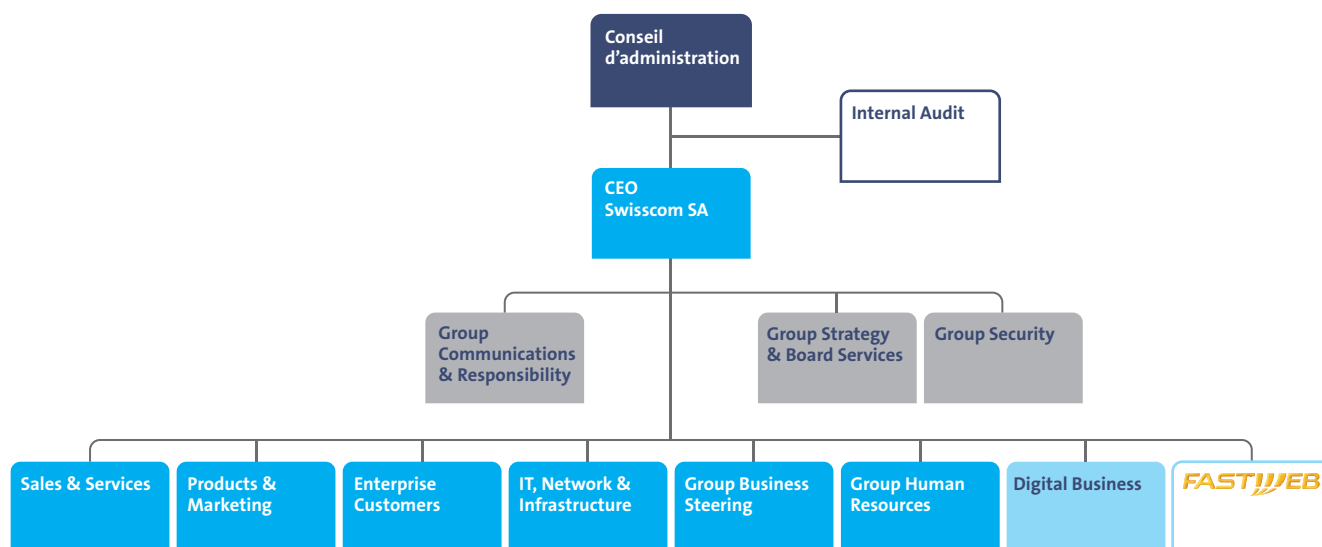 Conseil
d’administration
Internal Audit
CEO
Swisscom SA
Group
Communications
& Responsibility
Group Strategy
& Board Services
Group Security
Sales & Services
Products &
Marketing
Enterprise
Customers
IT, Network &
Infrastructure
Group Business
Steering
Group Human
Resources
Digital Business
FASTWEB